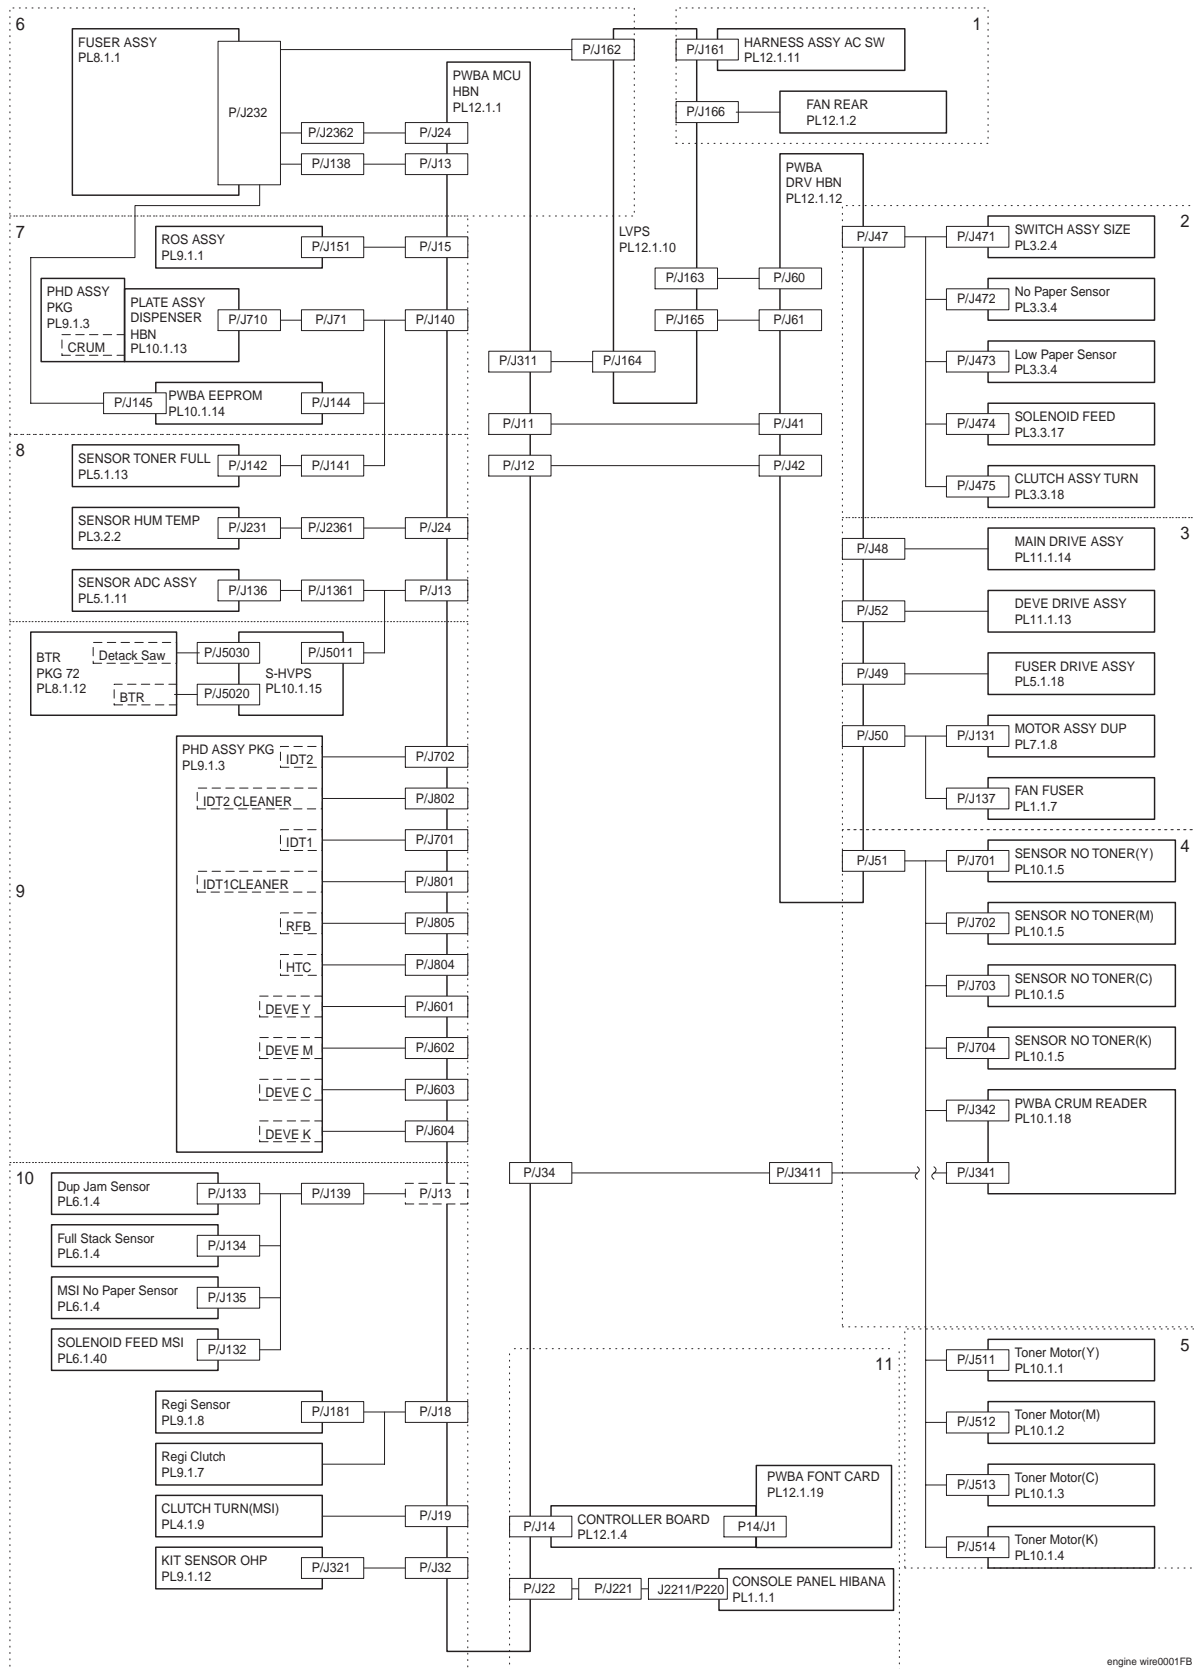 6
FUSER ASSY
PL8.1.1
P/J232
P/J2362
P/J24
P/J138
P/J13
PWBA MCU
HBN
PL12.1.1
P/J162
LVPS
PL12.1.10
1
P/J161
HARNESS ASSY AC SW
PL12.1.11
P/J166
FAN REAR
PL12.1.2
PWBA
DRV HBN
PL12.1.12
7
ROS ASSY
PL9.1.1
P/J151
P/J15
PHD ASSY
PKG
PL9.1.3
CRUM
PLATE ASSY
DISPENSER
HBN
PL10.1.13
P/J710
P/J71
P/J140
P/J145
PWBA EEPROM
PL10.1.14
P/J144
P/J163
P/J60
P/J165
P/J61
P/J311
P/J164
P/J11
P/J41
P/J12
P/J42
2
P/J47
P/J471
SWITCH ASSY SIZE
PL3.2.4
P/J472
No Paper Sensor
PL3.3.4
P/J473
Low Paper Sensor
PL3.3.4
P/J474
SOLENOID FEED
PL3.3.17
P/J475
CLUTCH ASSY TURN
PL3.3.18
8
SENSOR TONER FULL
PL5.1.13
P/J142
P/J141
SENSOR HUM TEMP
PL3.2.2
P/J231
P/J2361
P/J24
SENSOR ADC ASSY
PL5.1.11
P/J136
P/J1361
P/J13
3
P/J48
MAIN DRIVE ASSY
PL11.1.14
P/J52
DEVE DRIVE ASSY
PL11.1.13
P/J49
FUSER DRIVE ASSY
PL5.1.18
P/J50
P/J131
MOTOR ASSY DUP
PL7.1.8
P/J137
FAN FUSER
PL1.1.7
9
BTR
PKG 72
PL8.1.12
Detack Saw
BTR
P/J5030
P/J5020
S-HVPS
PL10.1.15
P/J5011
PHD ASSY PKG
PL9.1.3
IDT2
P/J702
IDT2 CLEANER
P/J802
IDT1
P/J701
IDT1CLEANER
P/J801
RFB
P/J805
HTC
P/J804
DEVE Y
P/J601
DEVE M
P/J602
DEVE C
P/J603
DEVE K
P/J604
4
P/J51
P/J701
SENSOR NO TONER(Y)
PL10.1.5
P/J702
SENSOR NO TONER(M)
PL10.1.5
P/J703
SENSOR NO TONER(C)
PL10.1.5
P/J704
SENSOR NO TONER(K)
PL10.1.5
P/J342
PWBA CRUM READER
PL10.1.18
P/J34
P/J3411
P/J341
10
Dup Jam Sensor
PL6.1.4
P/J133
P/J139
P/J13
Full Stack Sensor
PL6.1.4
P/J134
MSI No Paper Sensor
PL6.1.4
P/J135
SOLENOID FEED MSI
PL6.1.40
P/J132
Regi Sensor
PL9.1.8
P/J181
P/J18
Regi Clutch
PL9.1.7
CLUTCH TURN(MSI)
PL4.1.9
P/J19
KIT SENSOR OHP
PL9.1.12
P/J321
P/J32
5
P/J511
Toner Motor(Y)
PL10.1.1
P/J512
Toner Motor(M)
PL10.1.2
P/J513
Toner Motor(C)
PL10.1.3
P/J514
Toner Motor(K)
PL10.1.4
11
PWBA FONT CARD
PL12.1.19
P/J14
CONTROLLER BOARD
PL12.1.4
P14/J1
P/J22
P/J221
J2211/P220
CONSOLE PANEL HIBANA
PL1.1.1
engine wire0001FB